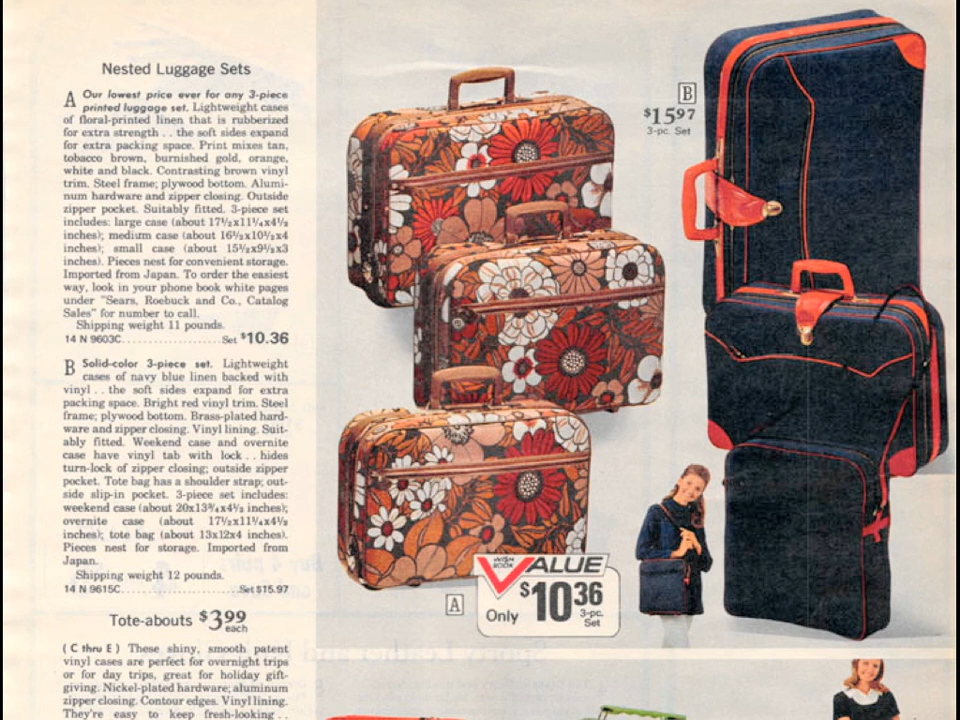 Nested Luggage Sets
A Our lowest price ever for any 3-piece
printed luggage set. Lightweight cases
of floral-printed linen that is rubberized
for extra strength . . the soft sides expand
for extra packing space. Print mixes tan,
tobacco brown, burnished gold, orange,
white and black. Contrasting brown vinyl
trim. Steel frame; plywood bottom. Alumi-
num hardware and zipper closing. Outside
zipper pocket. Suitably fitted. 3-piece set
includes: large case (about 17½x11¼x4½
inches); medium case (about 16½x10½x4
inches); small case (about 15½x9½x3
inches). Pieces nest for convenient storage.
Imported from Japan. To order the easiest
way, look in your phone book white pages
under "Sears, Roebuck and Co., Catalog
Sales" for number to call.
Shipping weight 11 pounds.
14 N 9603C....................Set $10.36
B Solid-color 3-piece set. Lightweight
cases of navy blue linen backed with
vinyl . . the soft sides expand for extra
packing space. Bright red vinyl trim. Steel
frame; plywood bottom. Brass-plated hard-
ware and zipper closing. Vinyl lining. Suit-
ably fitted. Weekend case and overnite
case have vinyl tab with lock . . hides
turn-lock of zipper closing; outside zipper
pocket. Tote bag has a shoulder strap; out-
side slip-in pocket. 3-piece set includes:
weekend case (about 20x13¾x4½ inches);
overnite case (about 17½x11¼x4½
inches); tote bag (about 13x12x4 inches).
Pieces nest for storage. Imported from
Japan.
Shipping weight 12 pounds.
14 N 9615C.......................Set $15.97
Tote-abouts $3.99 each
(C thru E) These shiny, smooth patent
vinyl cases are perfect for overnight trips
or for day trips, great for holiday gift-
giving. Nickel-plated hardware; aluminum
zipper closing. Contour edges. Vinyl lining.
They're easy to keep fresh-looking . .
B
$15.97
3-pc. Set
A
WISH BOOK VALUE
Only $10.36 3-pc. Set